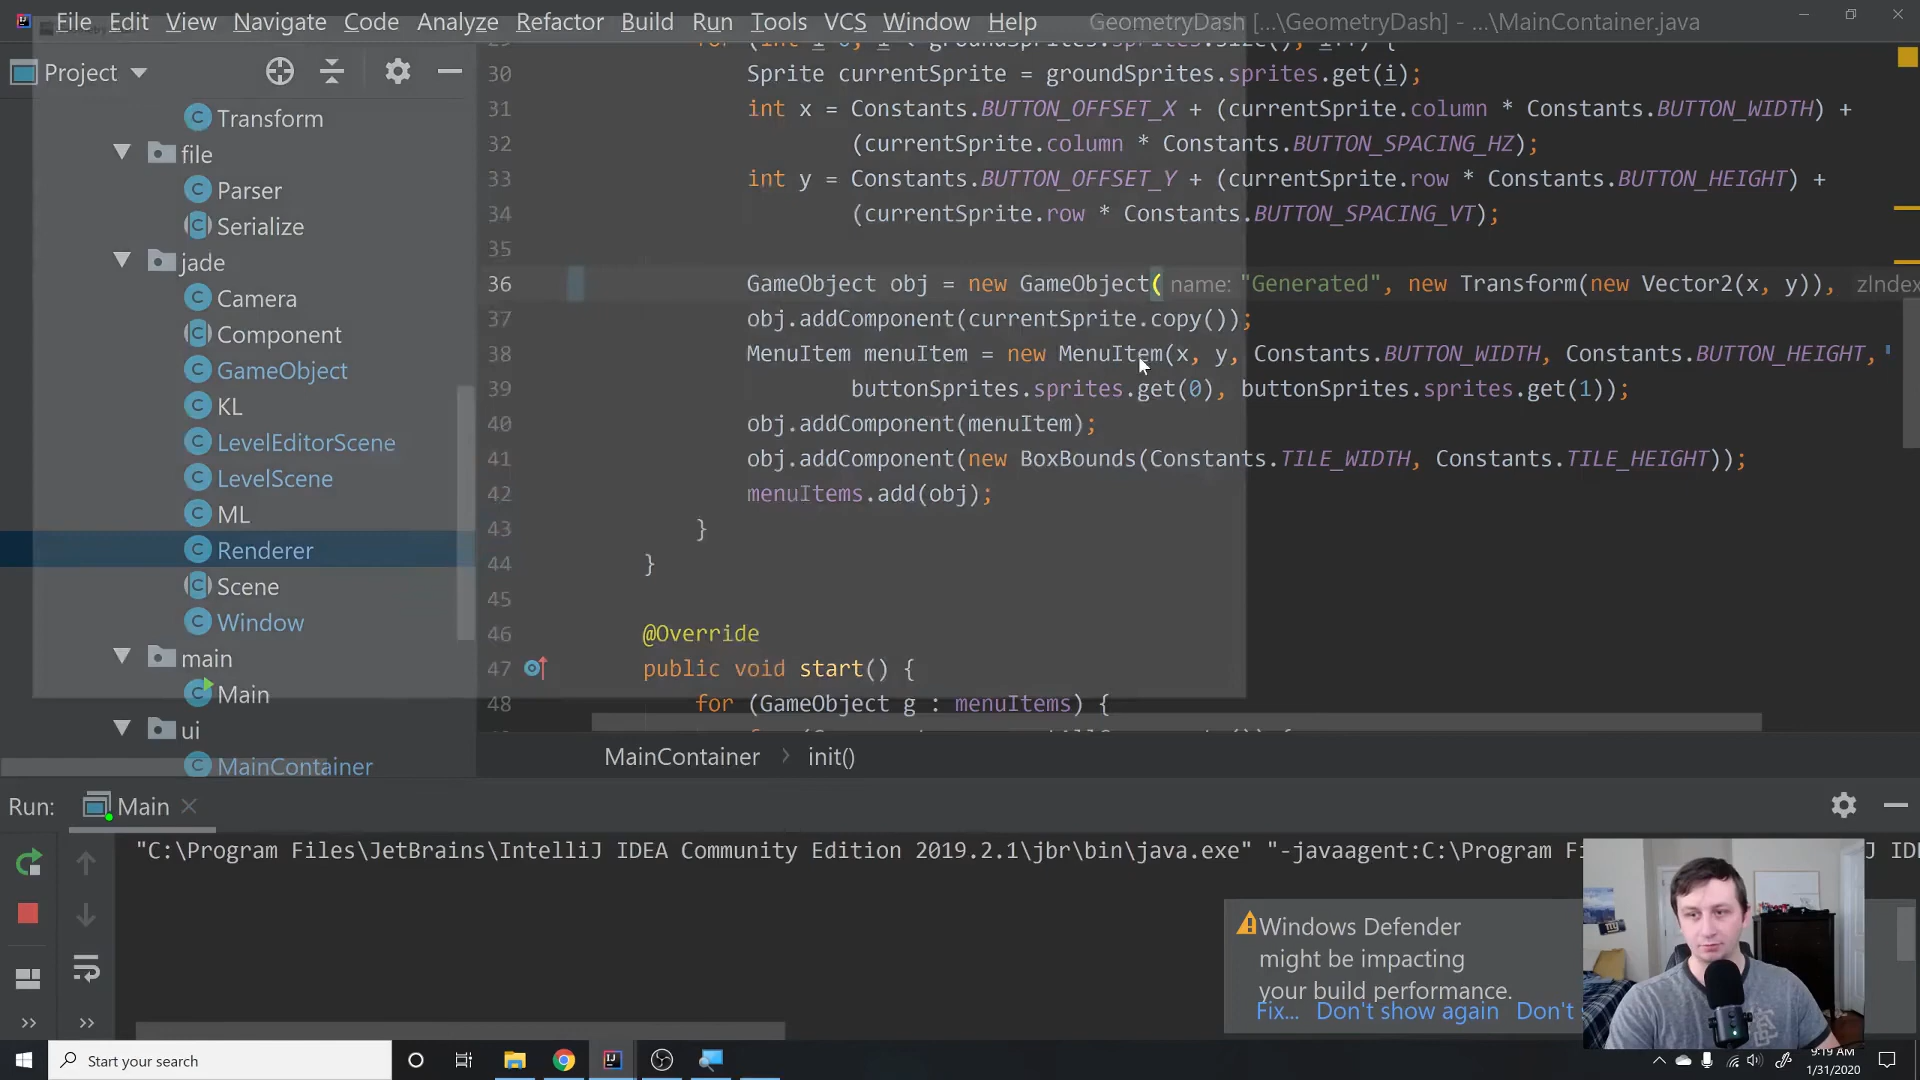 File Edit View Navigate Code Analyze Refactor Build Run Tools VCS Window Help GeometryDash [...\GeometryDash] - ...\MainContainer.java
Project
Transform
file
Parser
Serialize
jade
Camera
Component
GameObject
KL
LevelEditorScene
LevelScene
ML
Renderer
Scene
Window
main
Main
ui
MainContainer
30 Sprite currentSprite = groundSprites.sprites.get(i);
31 int x = Constants.BUTTON_OFFSET_X + (currentSprite.column * Constants.BUTTON_WIDTH) +
32 (currentSprite.column * Constants.BUTTON_SPACING_HZ);
33 int y = Constants.BUTTON_OFFSET_Y + (currentSprite.row * Constants.BUTTON_HEIGHT) +
34 (currentSprite.row * Constants.BUTTON_SPACING_VT);
35
36 GameObject obj = new GameObject( name: "Generated", new Transform(new Vector2(x, y)), zIndex
37 obj.addComponent(currentSprite.copy());
38 MenuItem menuItem = new MenuItem(x, y, Constants.BUTTON_WIDTH, Constants.BUTTON_HEIGHT,
39 buttonSprites.sprites.get(0), buttonSprites.sprites.get(1));
40 obj.addComponent(menuItem);
41 obj.addComponent(new BoxBounds(Constants.TILE_WIDTH, Constants.TILE_HEIGHT));
42 menuItems.add(obj);
43 }
44 }
45
46 @Override
47 public void start() {
48 for (GameObject g : menuItems) {
MainContainer › init()
Run: Main
"C:\Program Files\JetBrains\IntelliJ IDEA Community Edition 2019.2.1\jbr\bin\java.exe" "-javaagent:C:\Program Fi J IDE
Windows Defender
might be impacting
your build performance.
Fix... Don't show again Don't
Start your search
9:19 AM
1/31/2020